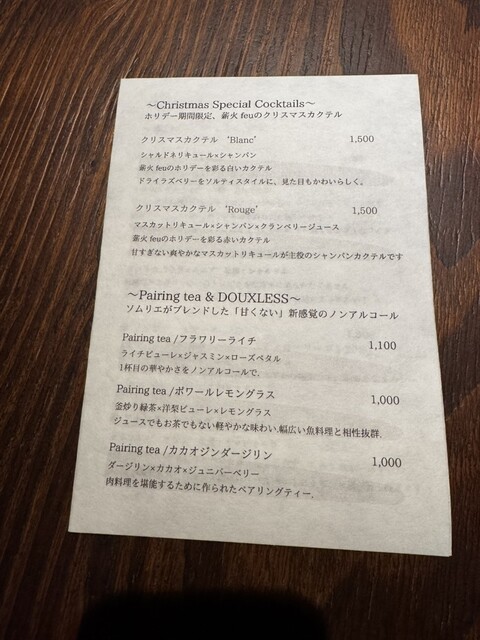 ～Christmas Special Cocktails～
ホリデー期間限定、薪火 feuのクリスマスカクテル
クリスマスカクテル 'Blanc' 1,500
シャルドネリキュール×シャンパン
薪火 feuのホリデーを彩る白いカクテル
ドライラズベリーをソルティスタイルに、見た目もかわいらしく。
クリスマスカクテル 'Rouge' 1,500
マスカットリキュール×シャンパン×クランベリージュース
薪火 feuのホリデーを彩る赤いカクテル
甘すぎない爽やかなマスカットリキュールが主役のシャンパンカクテルです
～Pairing tea & DOUXLESS～
ソムリエがブレンドした「甘くない」新感覚のノンアルコール
Pairing tea /フラワリーライチ 1,100
ライチピューレ×ジャスミン×ローズペタル
1杯目の華やかさをノンアルコールで.
Pairing tea /ポワールレモングラス 1,000
釜炒り緑茶×洋梨ピューレ×レモングラス
ジュースでもお茶でもない軽やかな味わい.幅広い魚料理と相性抜群.
Pairing tea /カカオジンダージリン 1,000
ダージリン×カカオ×ジュニパーベリー
肉料理を堪能するために作られたペアリングティー.